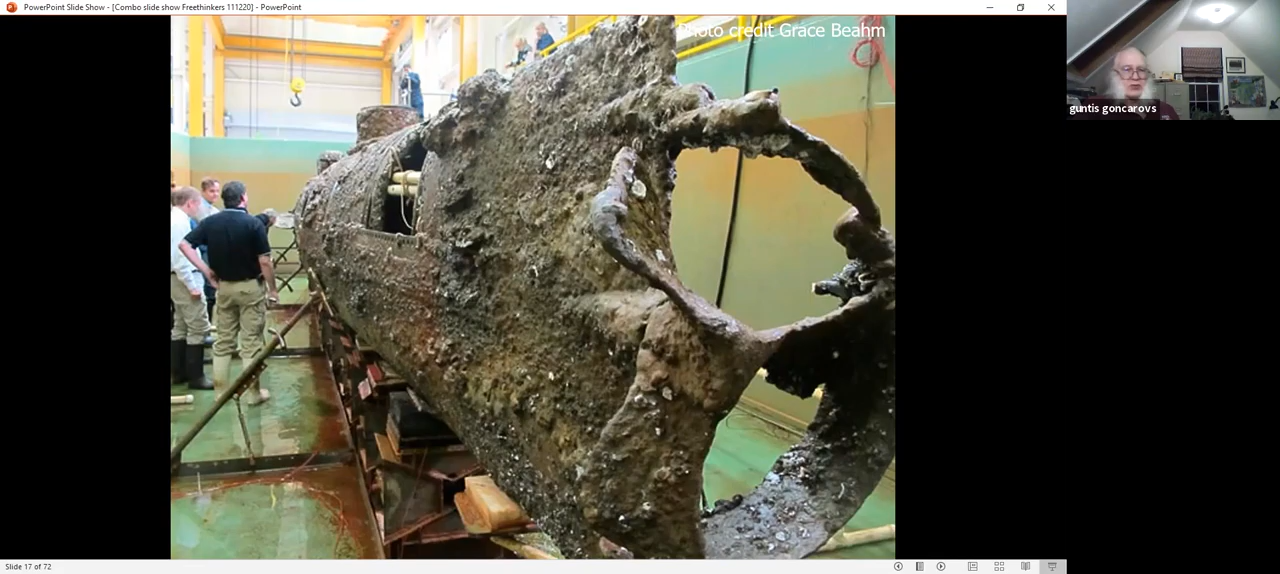 PowerPoint Slide Show - [Combo slide show Freethinkers 111220] - PowerPoint
Photo credit Grace Beahm
guntis goncarovs
Slide 17 of 72